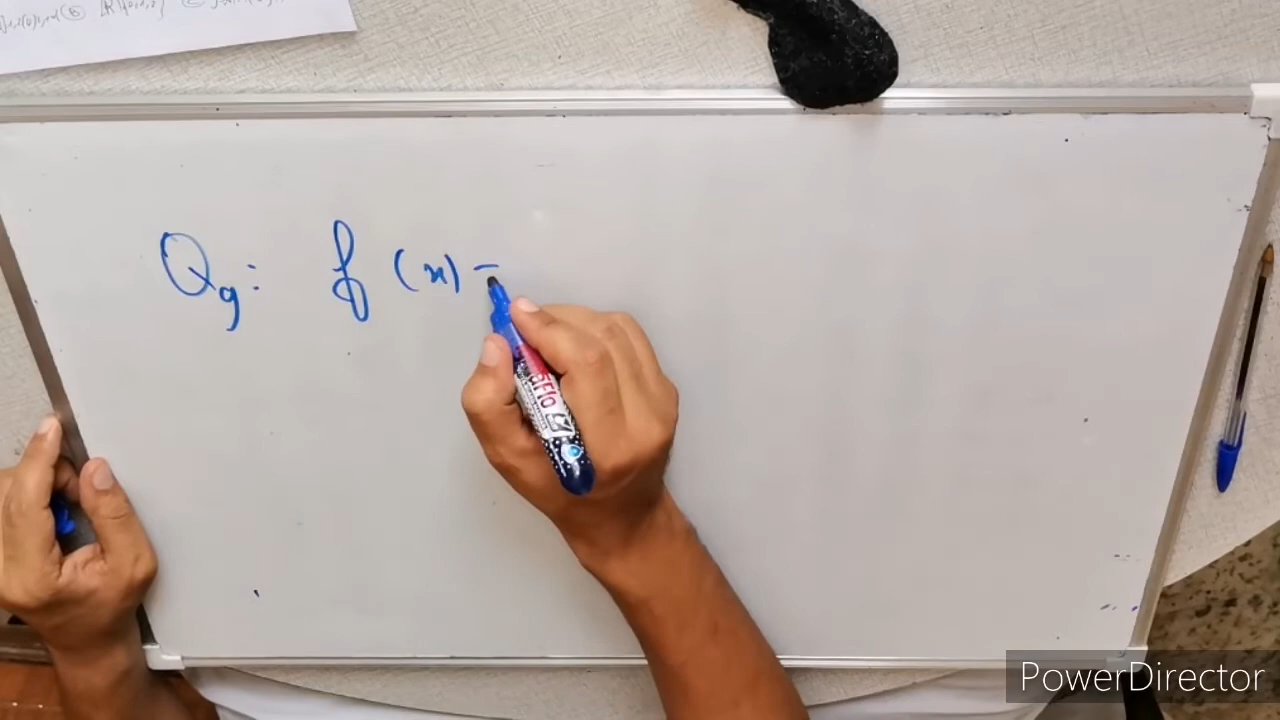 Q9: f(x) =
PowerDirector